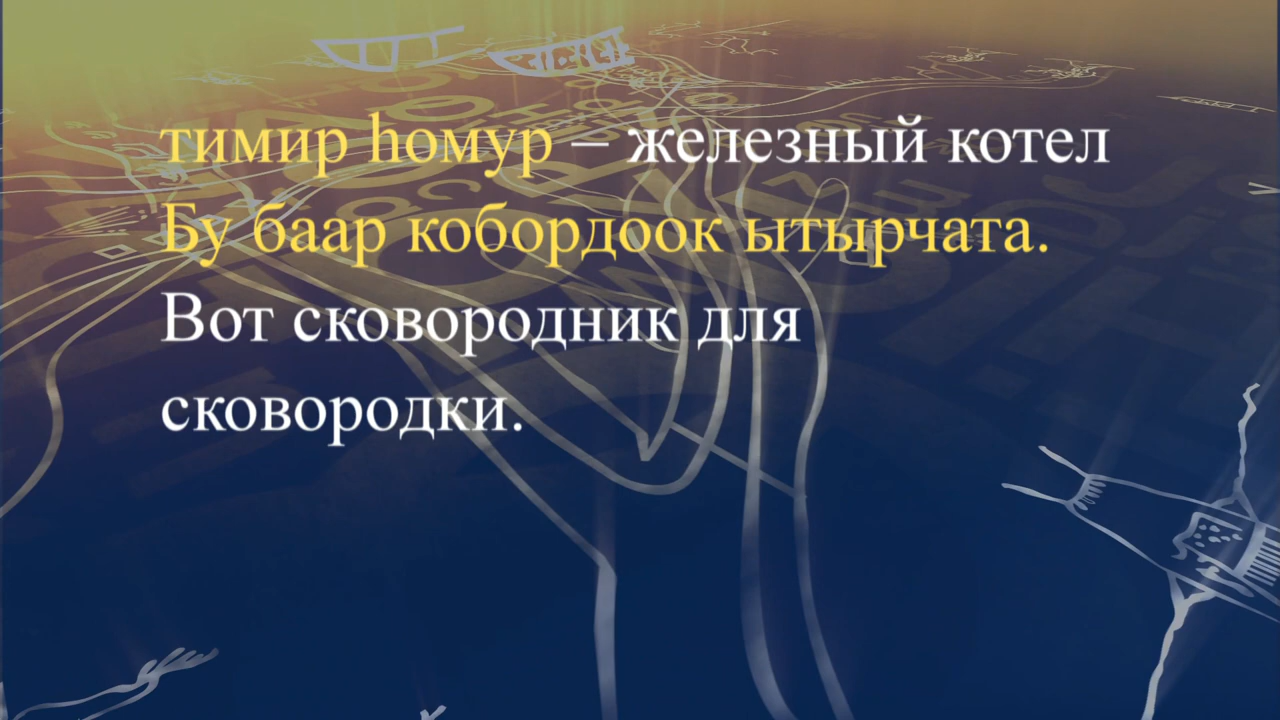 тимир һомур – железный котел
Бу баар кобордоок ытырчата.
Вот сковородник для
сковородки.